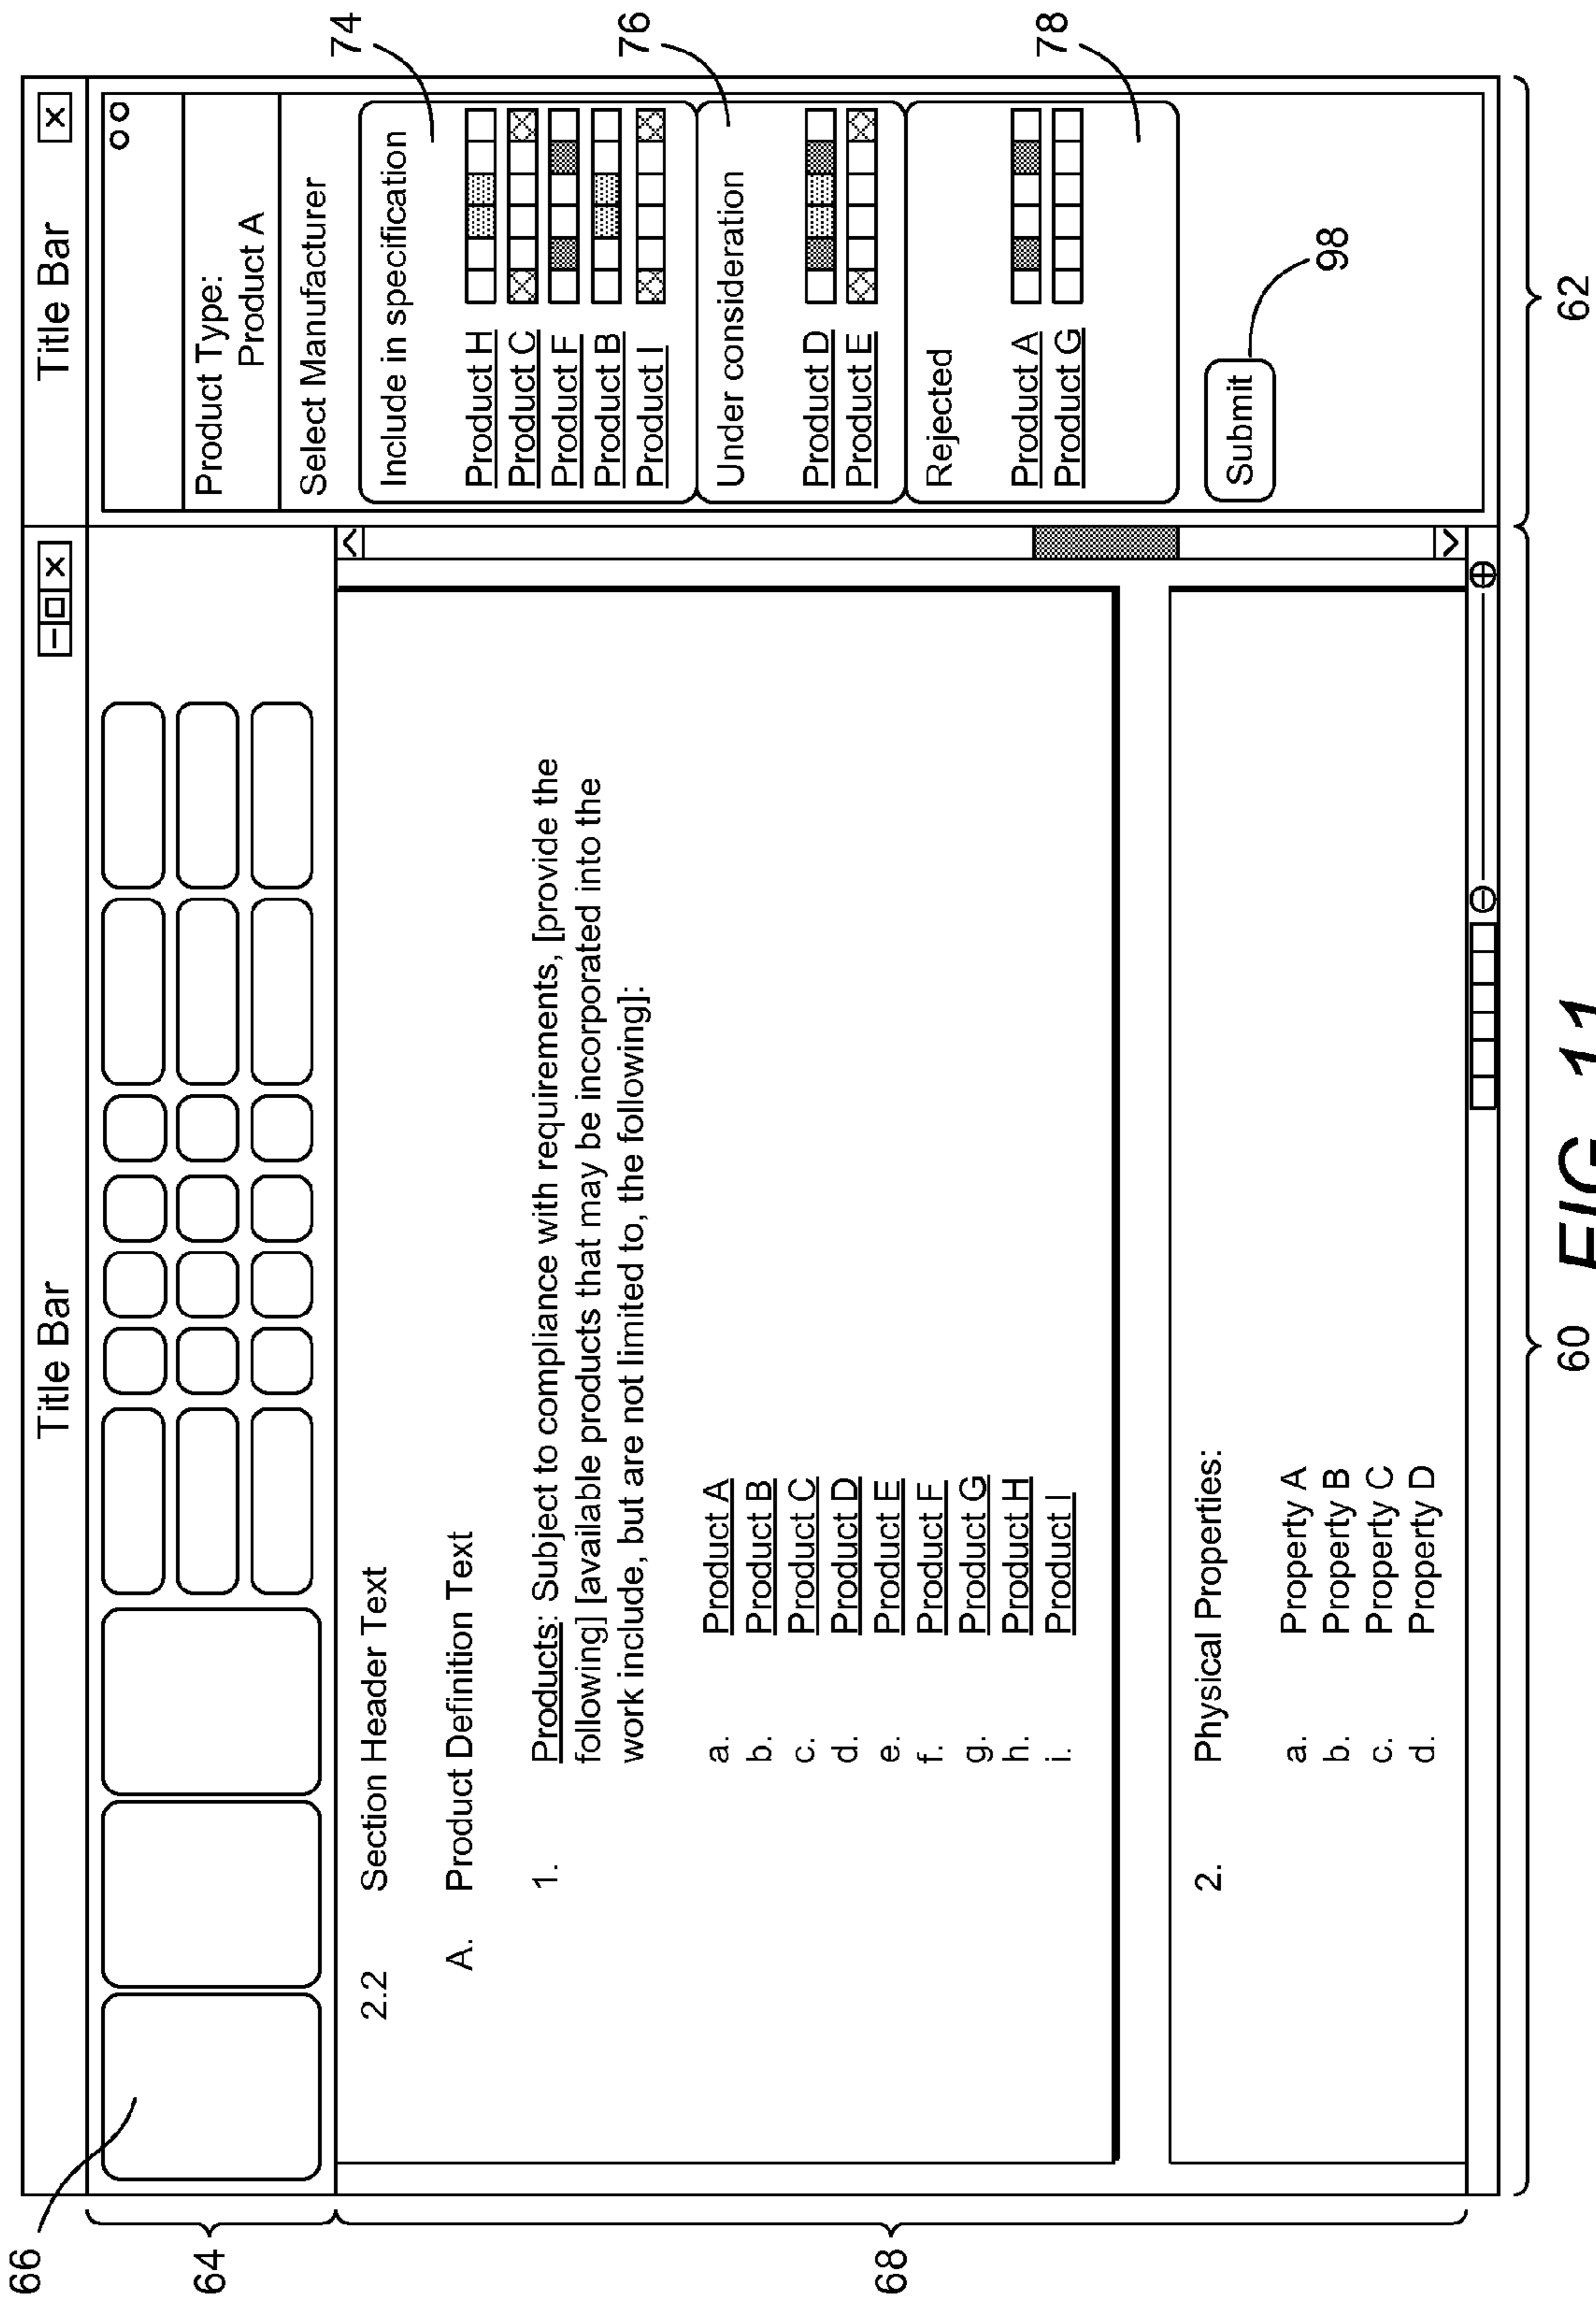 66
64
68
Title Bar
2.2 Section Header Text
A. Product Definition Text
1. Products: Subject to compliance with requirements, [provide the
following] [available products that may be incorporated into the
work include, but are not limited to, the following]:
a. Product A
b. Product B
c. Product C
d. Product D
e. Product E
f. Product F
g. Product G
h. Product H
i. Product I
2. Physical Properties:
a. Property A
b. Property B
c. Property C
d. Property D
Title Bar
Product Type:
Product A
Select Manufacturer
Include in specification
74
Product H
Product C
Product F
Product B
Product I
Under consideration
76
Product D
Product E
Rejected
78
Product A
Product G
Submit
98
60
62
FIG. 11